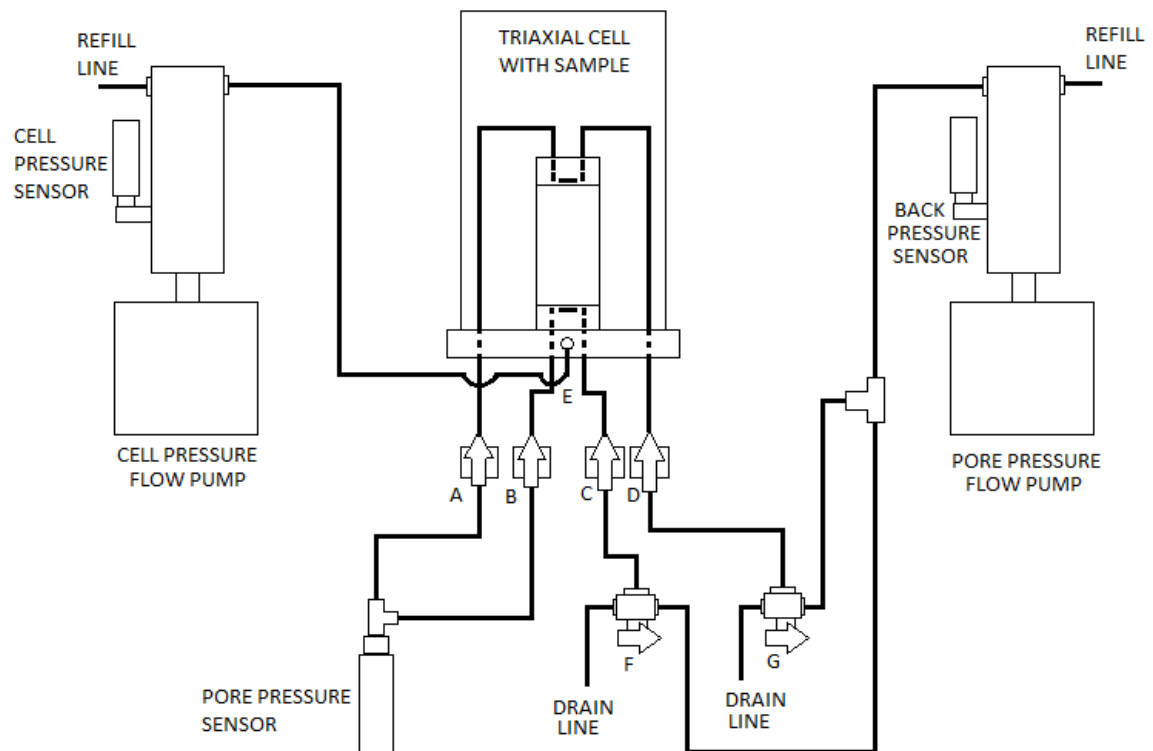 REFILL
LINE
TRIAXIAL CELL
WITH SAMPLE
REFILL
LINE
CELL
PRESSURE
SENSOR
BACK
PRESSURE
SENSOR
E
CELL PRESSURE
FLOW PUMP
PORE PRESSURE
FLOW PUMP
A
B
C
D
F
G
PORE PRESSURE
SENSOR
DRAIN
LINE
DRAIN
LINE